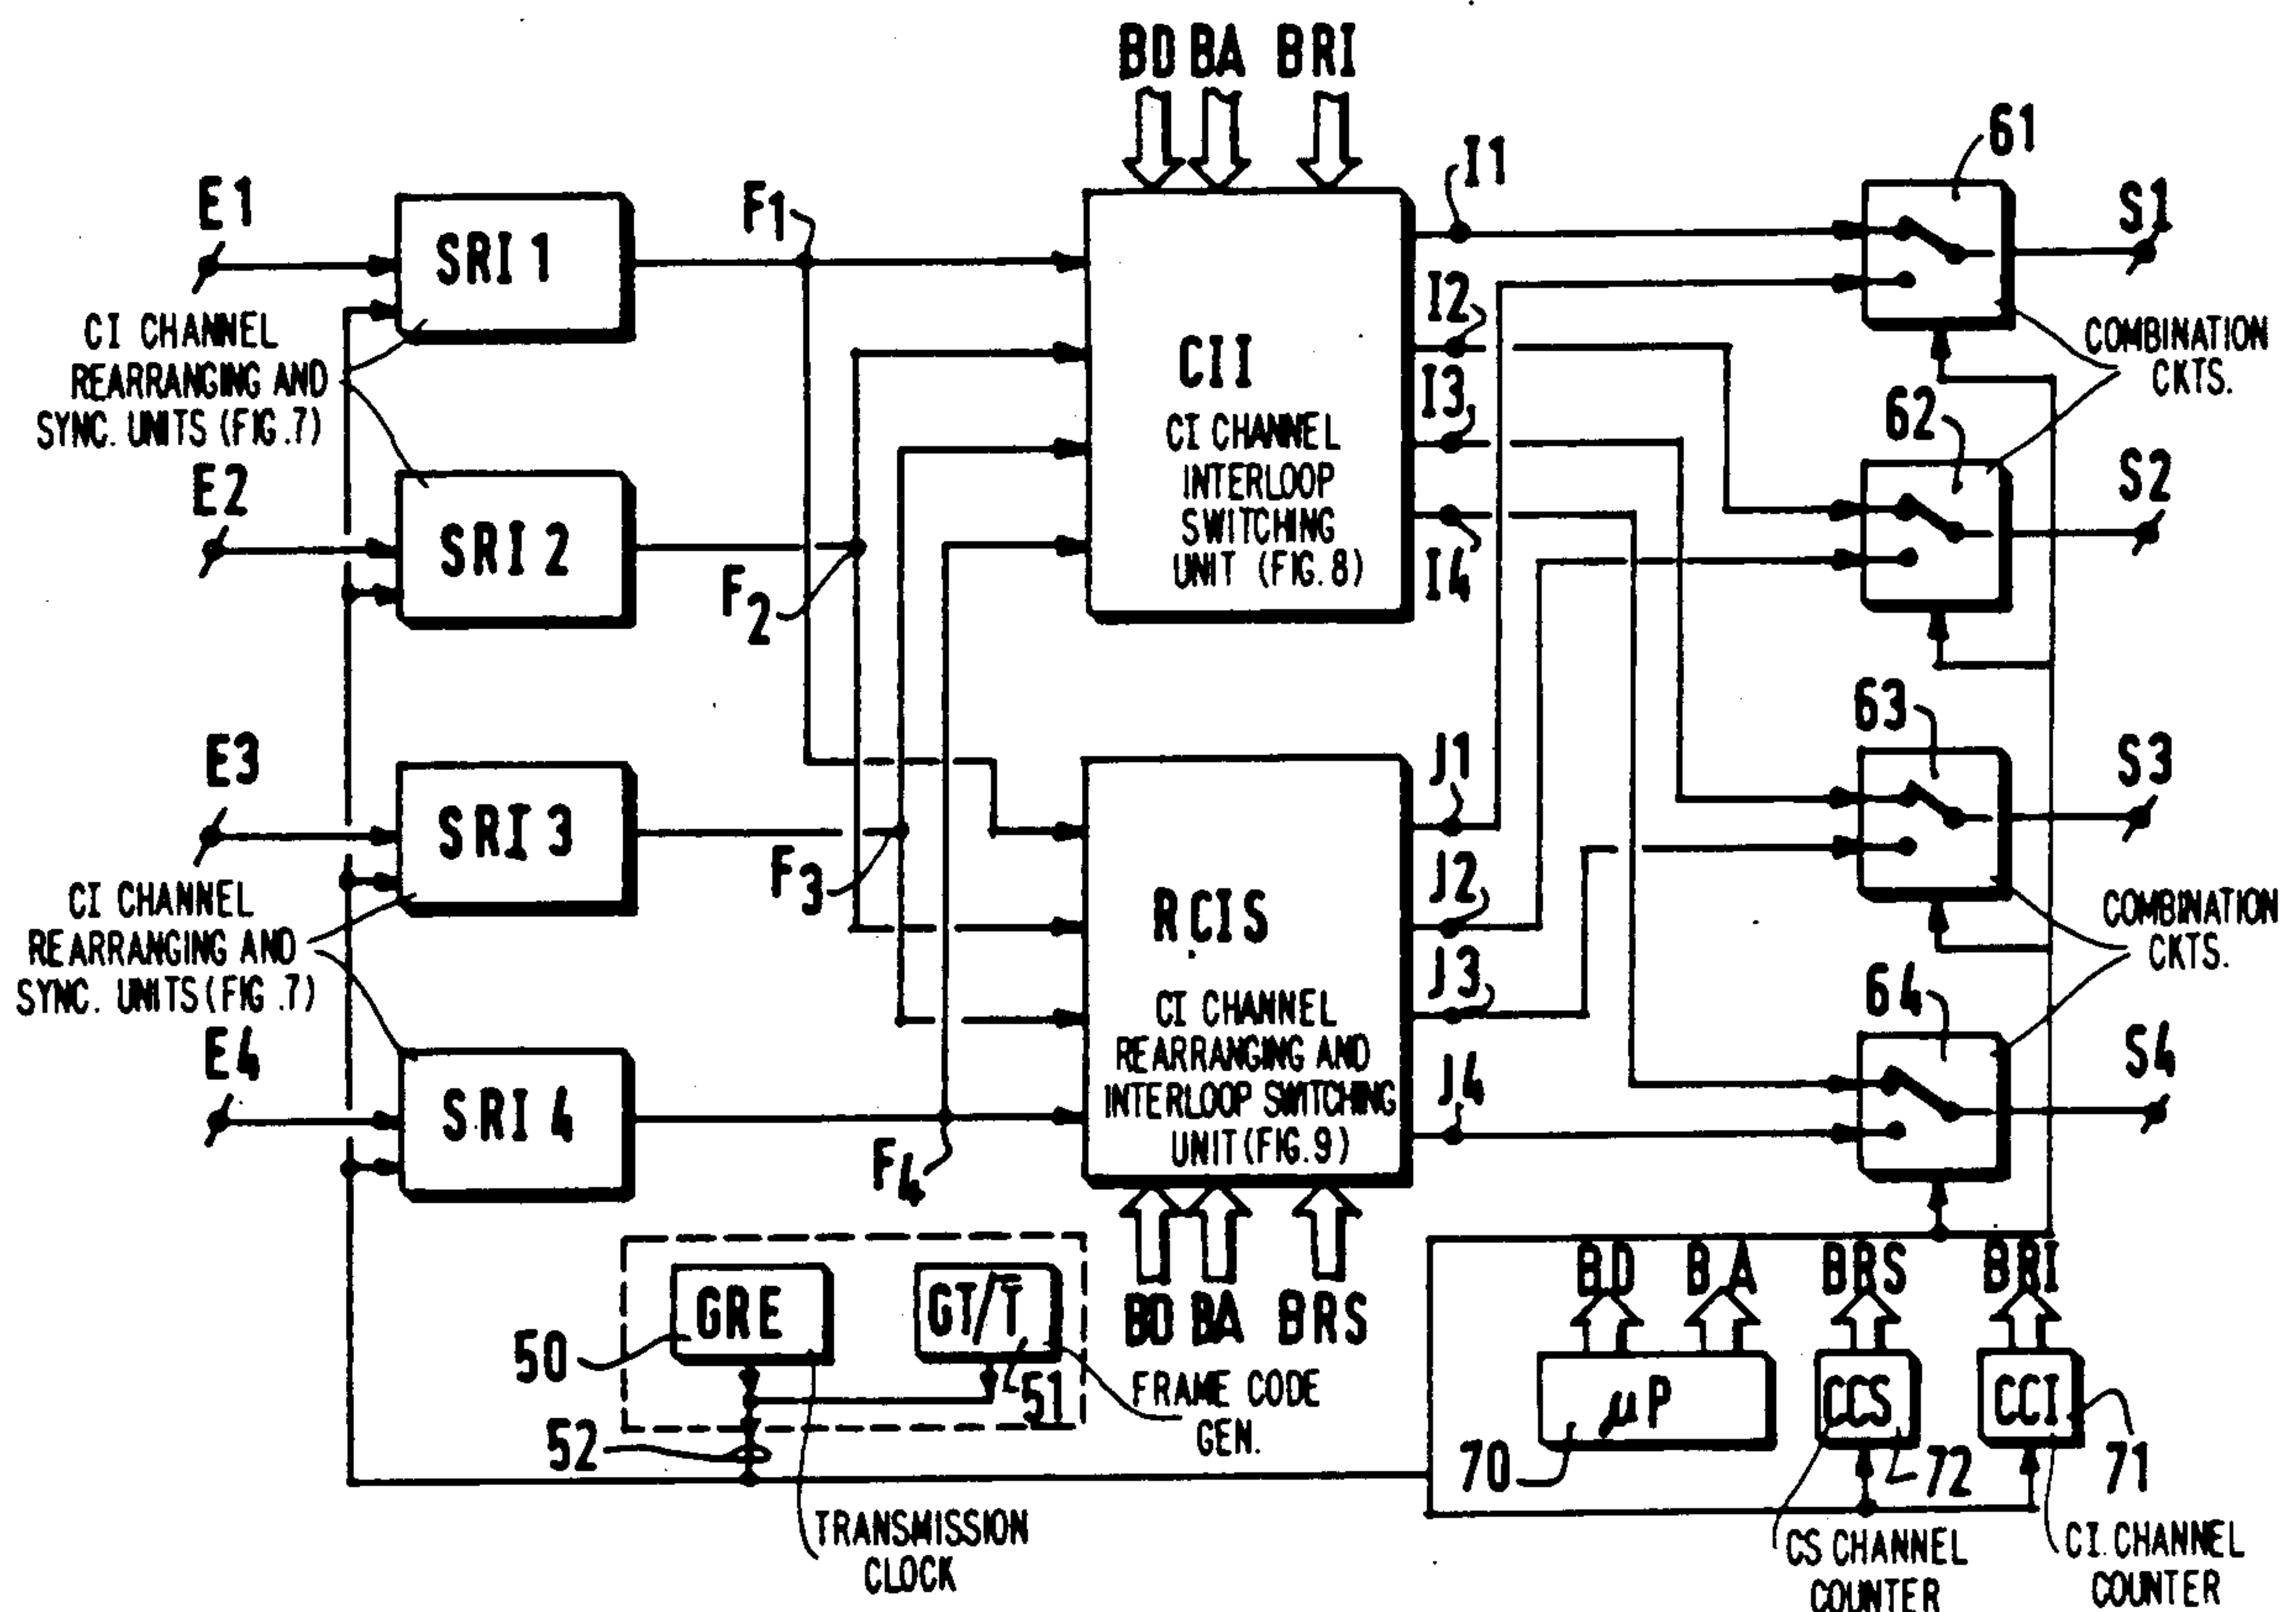 BD BA BRI
E1
SRI 1
F1
I1
61
S1
CI CHANNEL
REARRANGING AND
SYNC. UNITS (FIG.7)
CII
CI CHANNEL
INTERLOOP
SWITCHING
UNIT (FIG.8)
I2
I3
I4
COMBINATION
CKTS.
E2
SRI 2
F2
62
S2
E3
SRI 3
F3
J1
63
S3
CI CHANNEL
REARRANGING AND
SYNC. UNITS (FIG.7)
RCIS
CI CHANNEL
REARRANGING AND
INTERLOOP SWITCHING
UNIT (FIG.9)
J2
J3
J4
COMBINATION
CKTS.
E4
SRI 4
F4
64
S4
BD BA BRS
GRE
GT/T̅
50
51
52
FRAME CODE
GEN.
TRANSMISSION
CLOCK
BD BA BRS BRI
µP
CCS
CCI
70
72
71
CS CHANNEL
COUNTER
CI CHANNEL
COUNTER